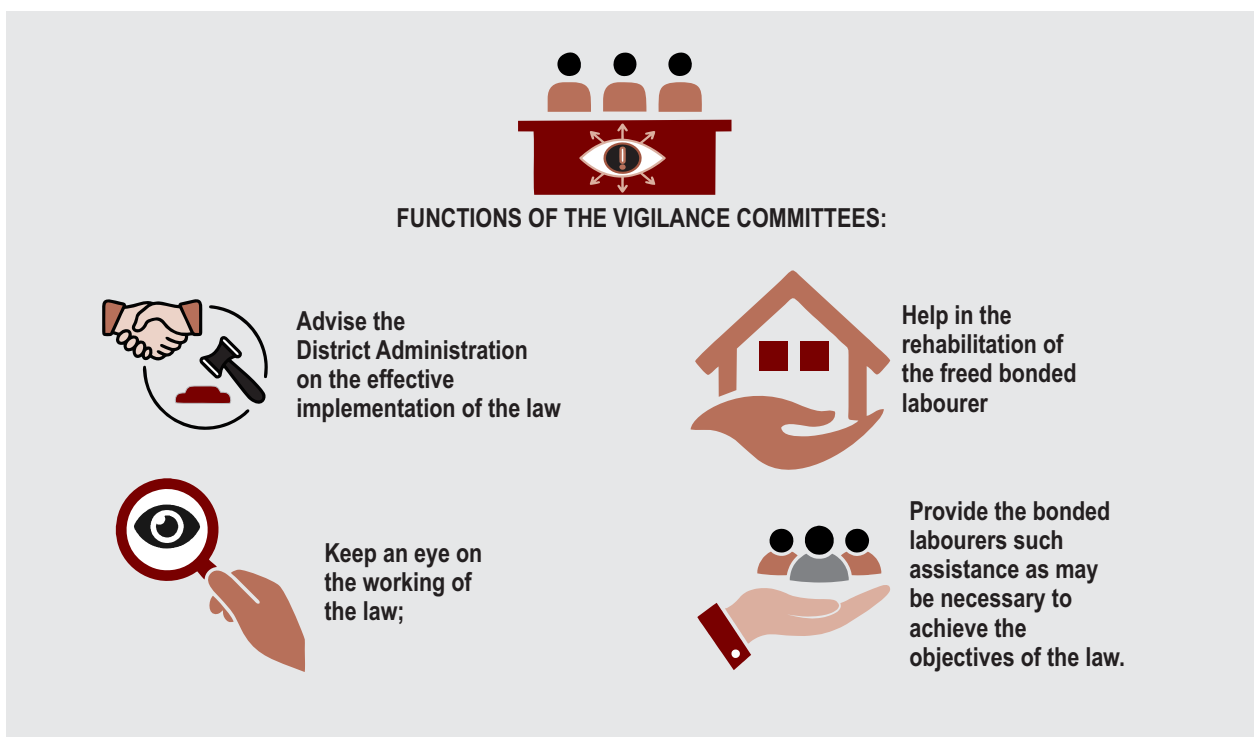 FUNCTIONS OF THE VIGILANCE COMMITTEES:
Advise the
District Administration
on the effective
implementation of the law
Help in the
rehabilitation of
the freed bonded
labourer
Keep an eye on
the working of
the law;
Provide the bonded
labourers such
assistance as may
be necessary to
achieve the
objectives of the law.